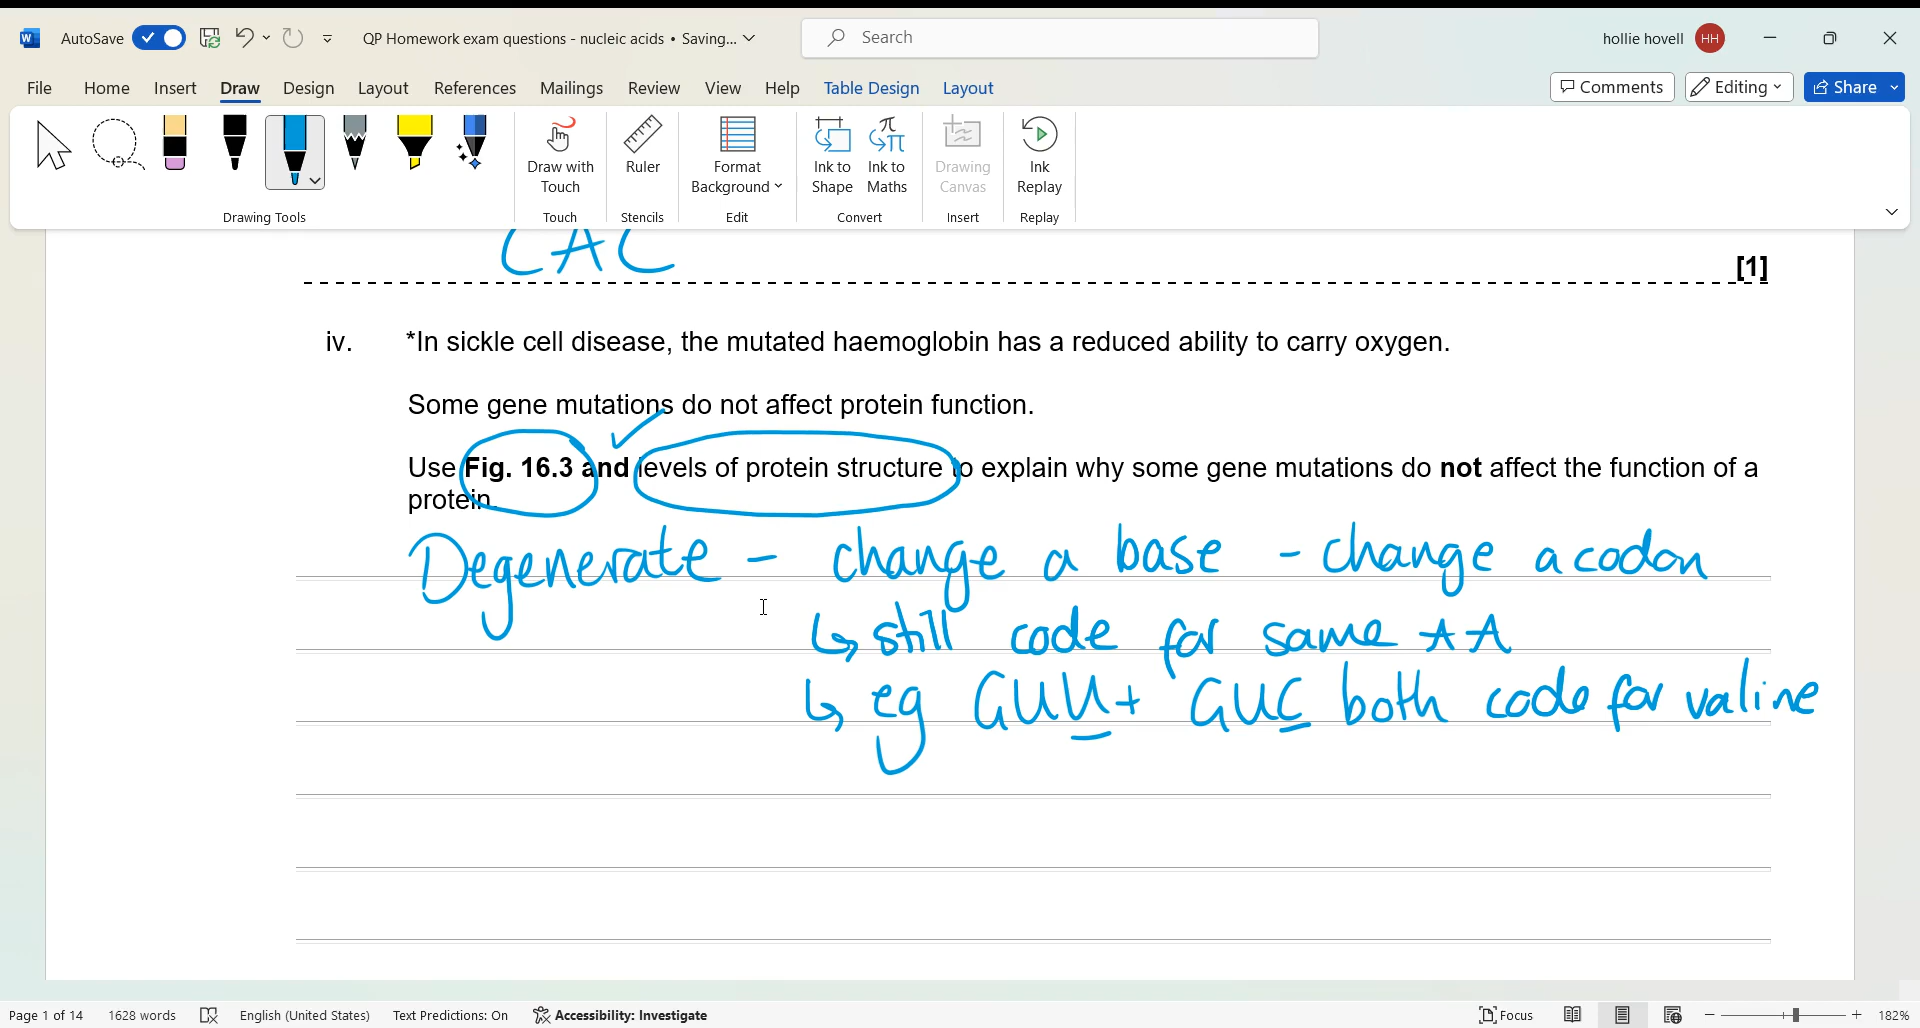 AutoSave
QP Homework exam questions - nucleic acids • Saving...
Search
hollie hovell HH
File Home Insert Draw Design Layout References Mailings Review View Help Table Design Layout
Comments Editing Share
Draw with Touch
Ruler
Format Background
Ink to Shape
Ink to Maths
Drawing Canvas
Ink Replay
Drawing Tools Touch Stencils Edit Convert Insert Replay
CAC
[1]
iv. *In sickle cell disease, the mutated haemoglobin has a reduced ability to carry oxygen.
Some gene mutations do not affect protein function.
Use Fig. 16.3 and levels of protein structure to explain why some gene mutations do not affect the function of a
protein.
Degenerate - change a base - change a codon
↳ still code for same AA
↳ eg GUU + GUC both code for valine
Page 1 of 14 1628 words English (United States) Text Predictions: On Accessibility: Investigate Focus 182%